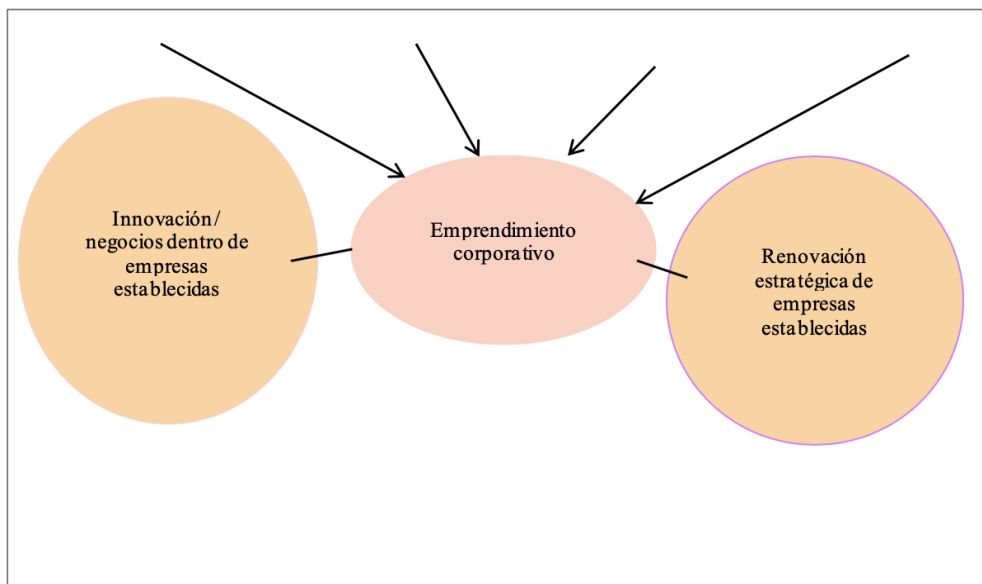 Innovación/
negocios dentro de
empresas
establecidas
Emprendimiento
corporativo
Renovación
estratégica de
empresas
establecidas